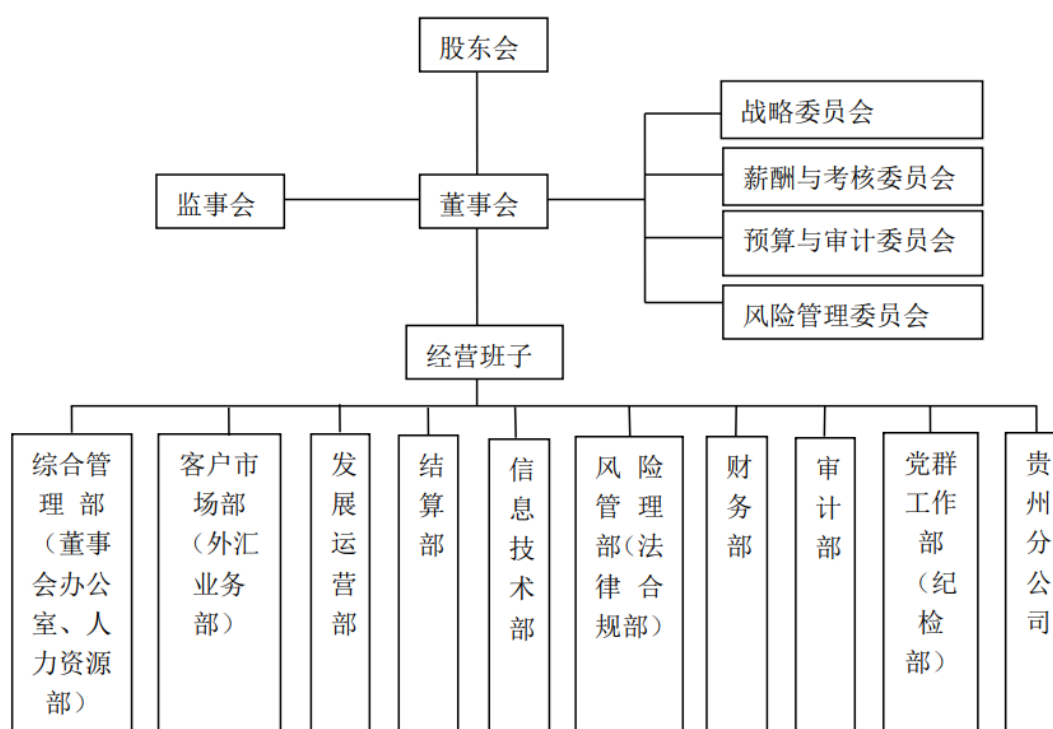 股东会
战略委员会
薪酬与考核委员会
监事会
董事会
预算与审计委员会
风险管理委员会
经营班子
综合管
理 部
（董事
会办公
室、人
力资源
部）
客户市
场部
（外汇
业务
部）
发
展
运
营
部
结
算
部
信
息
技
术
部
风 险
管 理
部（法
律 合
规部）
财
务
部
审
计
部
党群
工作
部
（纪
检
部）
贵
州
分
公
司